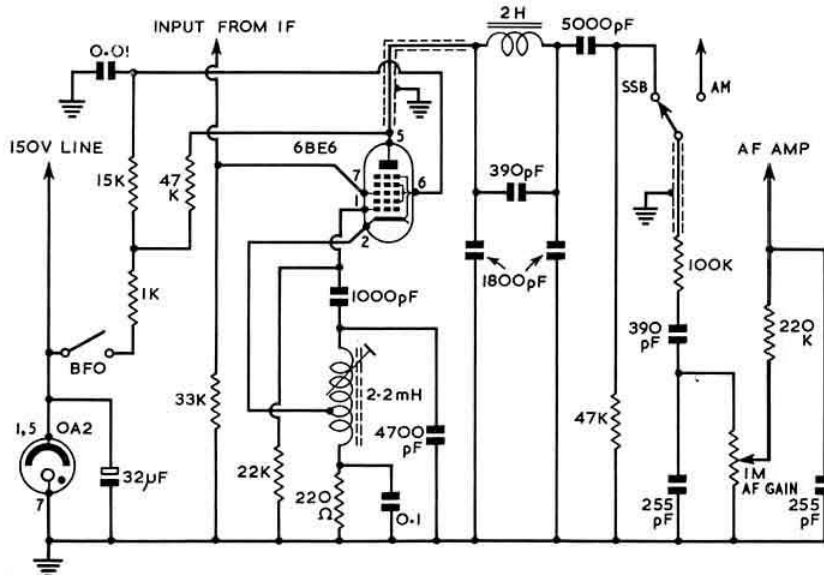 INPUT FROM IF
2H
5000pF
0.01
SSB
AM
150V LINE
5
6BE6
AF AMP
15K
47
K
7
1
2
6
390pF
1K
1000pF
1800pF
100K
BFO
390
pF
220
K
33K
2·2mH
1,5
OA2
4700
pF
47K
32µF
22K
1M
AF GAIN
7
220
Ω
0.1
255
pF
255
pF